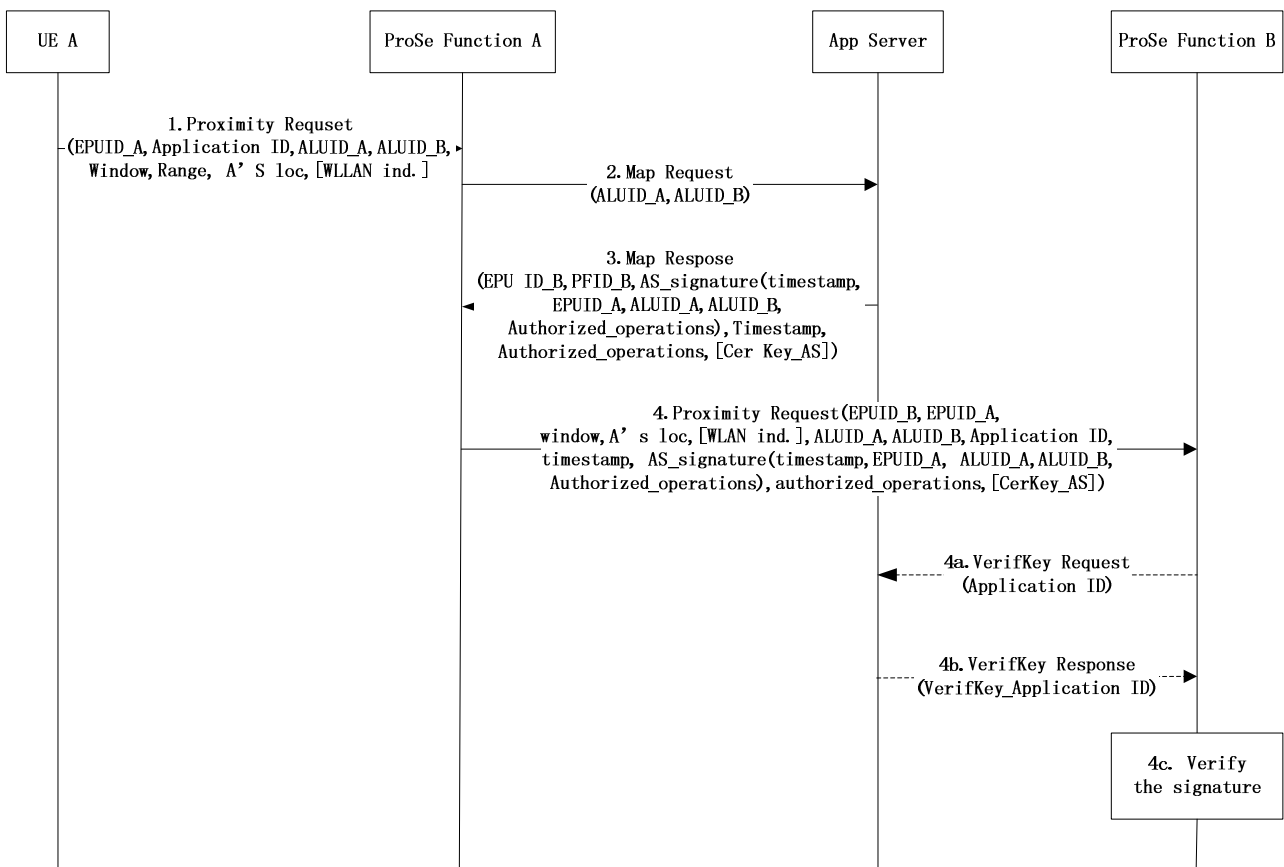 UE A
ProSe Function A
App Server
ProSe Function B
1.Proximity Requset
(EPUID_A,Application ID,ALUID_A,ALUID_B,
Window,Range, A’S loc,[WLLAN ind.]
2.Map Request
(ALUID_A,ALUID_B)
3.Map Respose
(EPU ID_B,PFID_B,AS_signature(timestamp,
EPUID_A,ALUID_A,ALUID_B,
Authorized_operations),Timestamp,
Authorized_operations,[Cer Key_AS])
4.Proximity Request(EPUID_B,EPUID_A,
window,A’s loc,[WLAN ind.],ALUID_A,ALUID_B,Application ID,
timestamp, AS_signature(timestamp,EPUID_A, ALUID_A,ALUID_B,
Authorized_operations),authorized_operations,[CerKey_AS])
4a.VerifKey Request
(Application ID)
4b.VerifKey Response
(VerifKey_Application ID)
4c. Verify
the signature